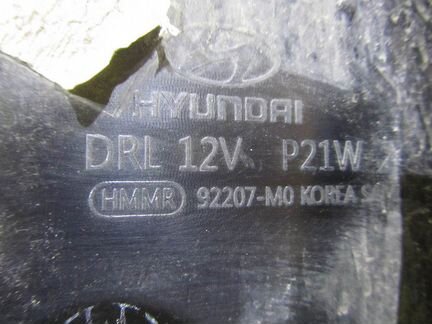 HYUNDAI
DRL 12V P21W
HMMR 92207-M0 KOREA